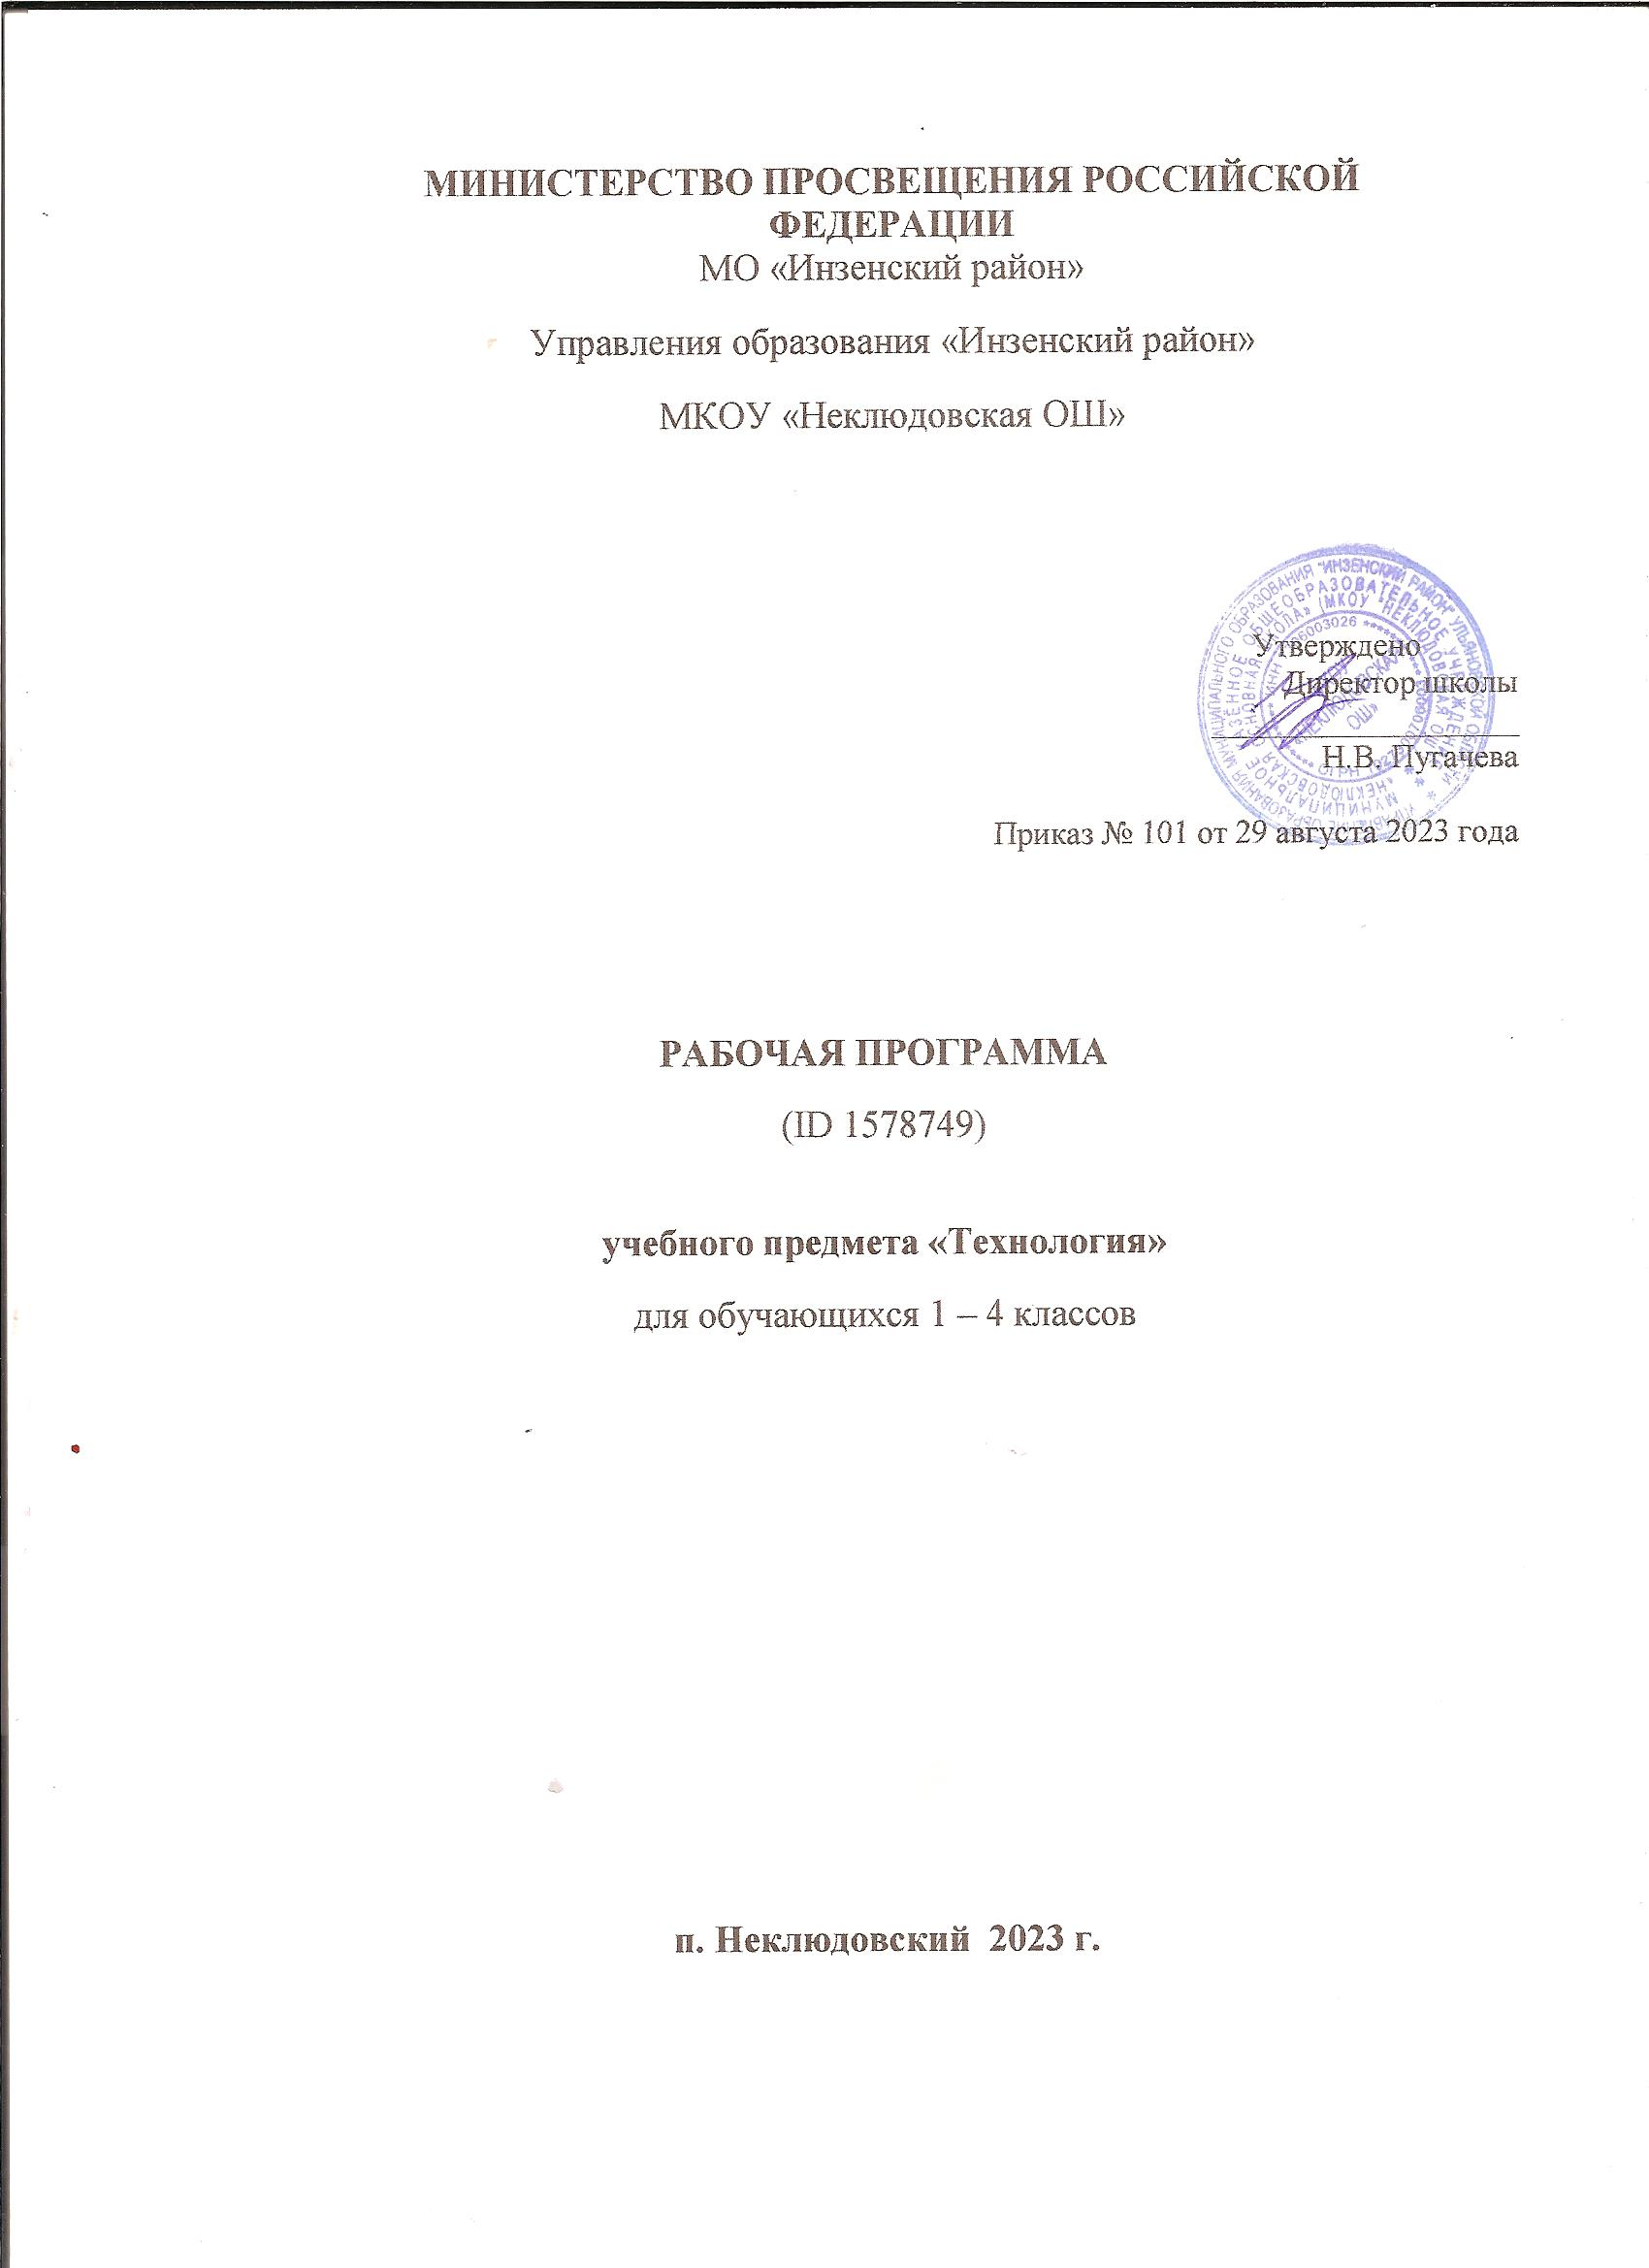 МИНИСТЕРСТВО ПРОСВЕЩЕНИЯ РОССИЙСКОЙ
ФЕДЕРАЦИИ
МО «Инзенский район»
Управления образования «Инзенский район»
МКОУ «Неклюдовская ОШ»
Утверждено
Директор школы
Н.В. Пугачева
Приказ № 101 от 29 августа 2023 года
РАБОЧАЯ ПРОГРАММА
(ID 1578749)
учебного предмета «Технология»
для обучающихся 1 – 4 классов
п. Неклюдовский 2023 г.